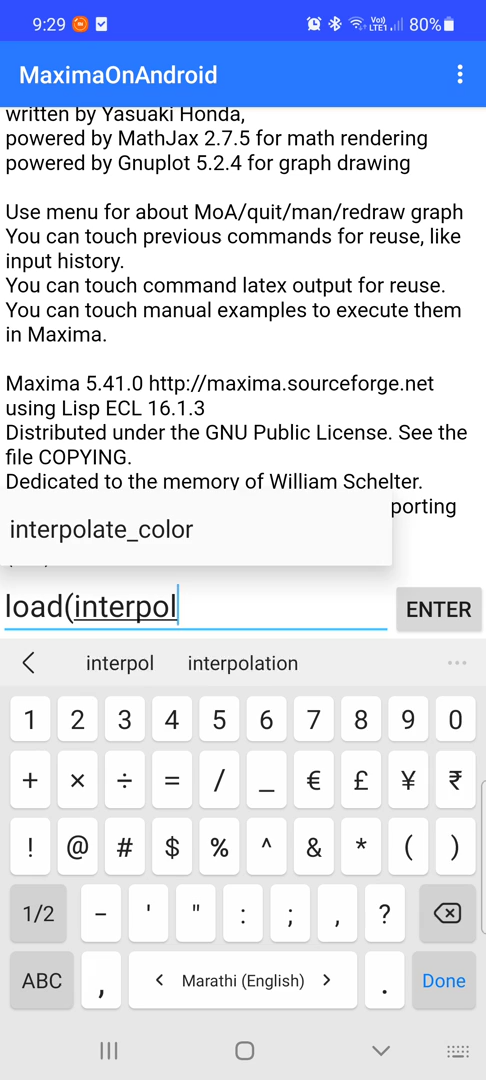 9:29 Vo)) LTE1 80%
MaximaOnAndroid
written by Yasuaki Honda,
powered by MathJax 2.7.5 for math rendering
powered by Gnuplot 5.2.4 for graph drawing
Use menu for about MoA/quit/man/redraw graph
You can touch previous commands for reuse, like
input history.
You can touch command latex output for reuse.
You can touch manual examples to execute them
in Maxima.
Maxima 5.41.0 http://maxima.sourceforge.net
using Lisp ECL 16.1.3
Distributed under the GNU Public License. See the
file COPYING.
Dedicated to the memory of William Schelter.
porting
interpolate_color
load(interpol
ENTER
interpol interpolation
1 2 3 4 5 6 7 8 9 0
+ × ÷ = / _ € £ ¥ ₹
! @ # $ % ^ & * ( )
1/2 - ' " : ; , ?
ABC , < Marathi (English) > . Done